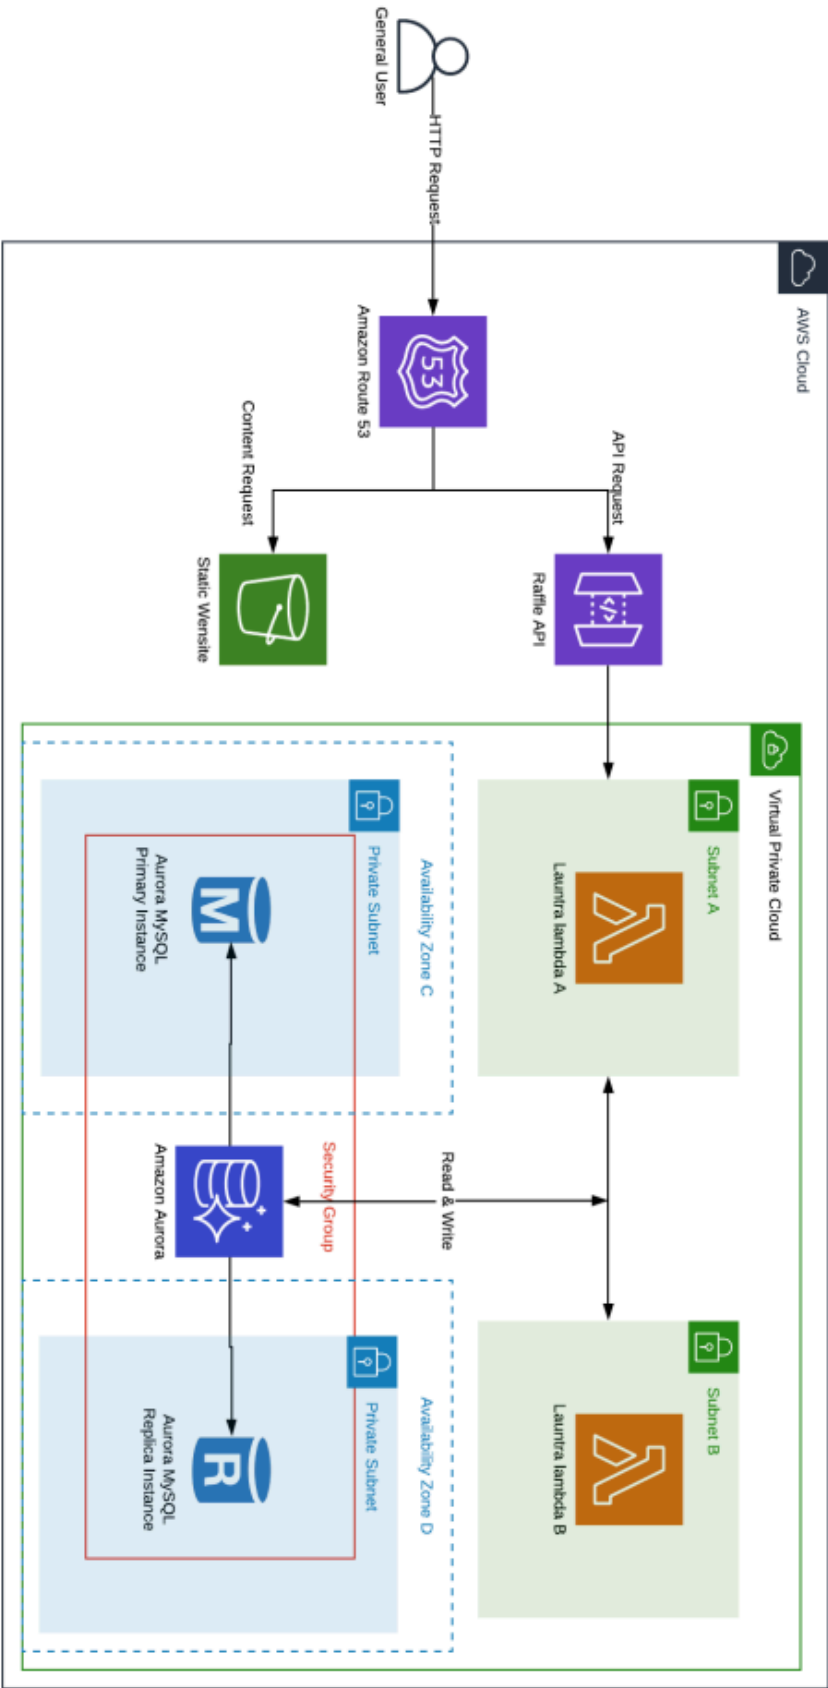 General User
HTTP Request
AWS Cloud
Amazon Route 53
53
API Request
Content Request
Raffle API
</>
Static Wensite
Virtual Private Cloud
Subnet A
Launtra lambda A
Subnet B
Launtra lambda B
Read & Write
Availability Zone C
Private Subnet
M
Aurora MySQL
Primary Instance
Security Group
Amazon Aurora
Availability Zone D
Private Subnet
R
Aurora MySQL
Replica Instance